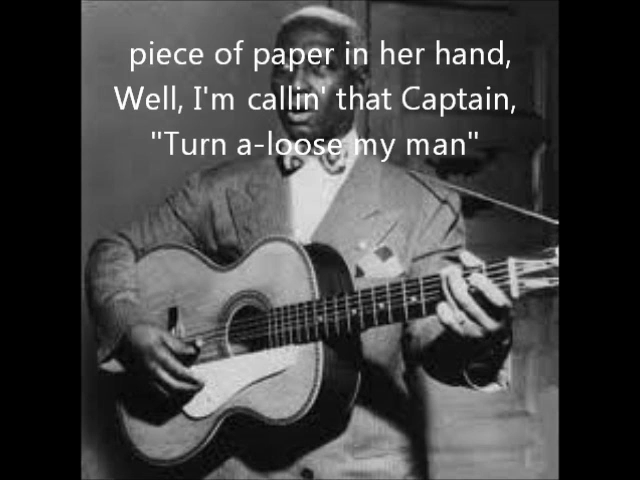 piece of paper in her hand,
Well, I'm callin' that Captain,
"Turn a-loose my man"